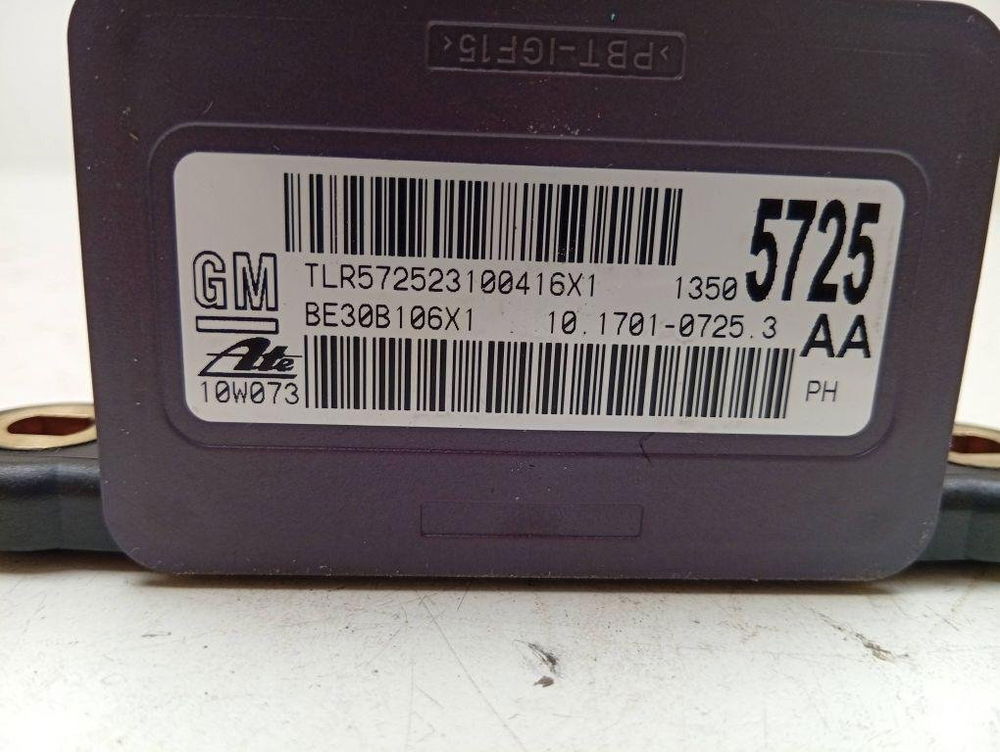 >PBT-IGF15<
GM
TLR572523100416X1
1350 5725
BE30B106X1 10.1701-0725.3 AA
Ate
10W073
PH